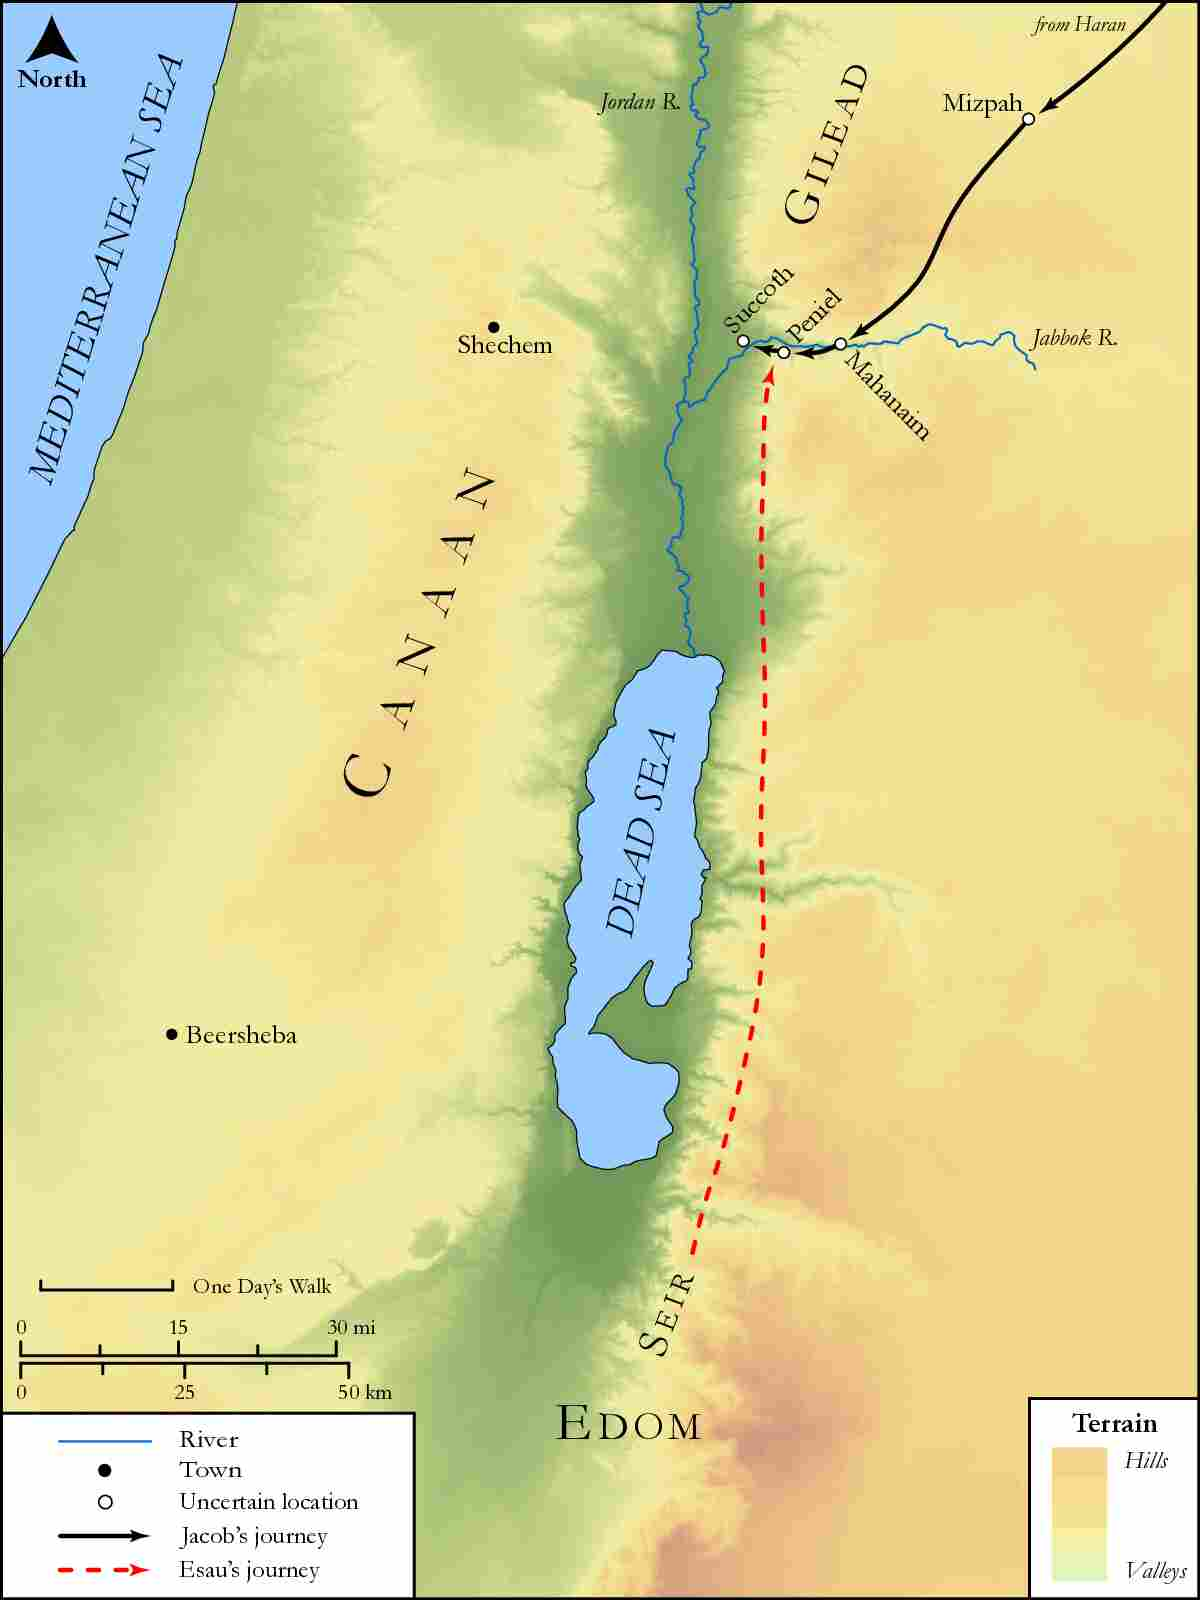 from Haran
North
MEDITERRANEAN SEA
Jordan R.
GILEAD
Mizpah
Succoth
Peniel
Shechem
Jabbok R.
Mahanaim
CANAAN
DEAD SEA
Beersheba
One Day's Walk
0 15 30 mi
0 25 50 km
SEIR
EDOM
River
Town
Uncertain location
Jacob's journey
Esau's journey
Terrain
Hills
Valleys